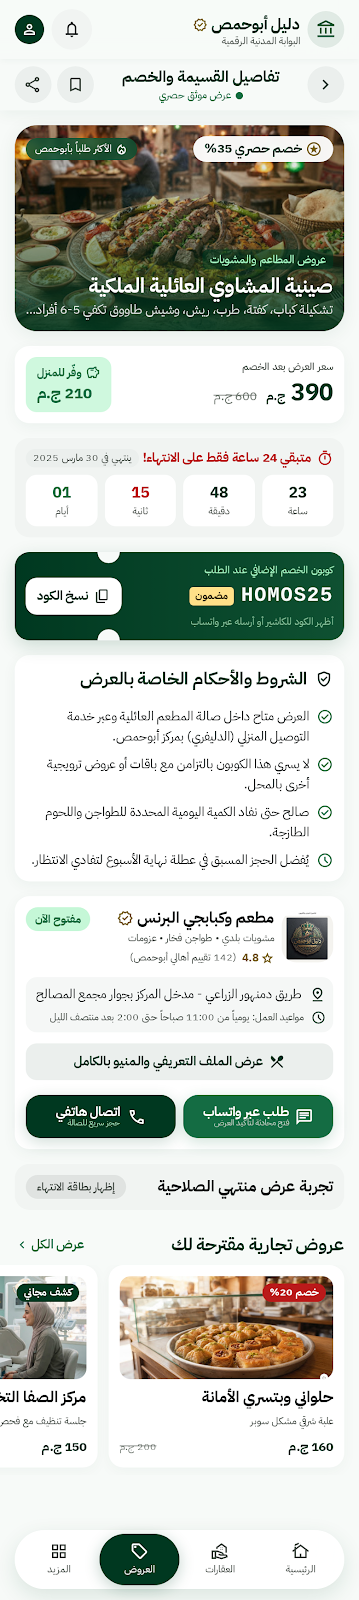 دليل أبوحمص
البوابة المدنية الرقمية
تفاصيل القسيمة والخصم
عرض موثق حصري
خصم حصري 35%
الأكثر طلباً بأبوحمص
عروض المطاعم والمشويات
صينية المشاوي العائلية الملكية
تشكيلة كباب، كفتة، طرب، ريش، وشيش طاووق تكفي 5-6 أفراد...
سعر العرض بعد الخصم
390 ج.م 600 ج.م
وفّر للمنزل
210 ج.م
متبقي 24 ساعة فقط على الانتهاء!
ينتهي في 30 مارس 2025
23 48 15 01
ساعة دقيقة ثانية أيام
كوبون الخصم الإضافي عند الطلب
HOMOS25 مضمون
أظهر الكود للكاشير أو أرسله عبر واتساب
نسخ الكود
الشروط والأحكام الخاصة بالعرض
العرض متاح داخل صالة المطعم العائلية وعبر خدمة
التوصيل المنزلي (الدليفري) بمركز أبوحمص.
لا يسري هذا الكوبون بالتزامن مع باقات أو عروض ترويجية
أخرى بالمحل.
صالح حتى نفاد الكمية اليومية المحددة للطواجن واللحوم
الطازجة.
يُفضل الحجز المسبق في عطلة نهاية الأسبوع لتفادي الانتظار.
مطعم وكبابجي البرنس
مفتوح الآن
مشويات بلدي • طواجن فخار • عزومات
4.8 (142 تقييم أهالي أبوحمص)
طريق دمنهور الزراعي - مدخل المركز بجوار مجمع المصالح
مواعيد العمل: يومياً من 11:00 صباحاً حتى 2:00 بعد منتصف الليل
عرض الملف التعريفي والمنيو بالكامل
طلب عبر واتساب
فتح محادثة لتأكيد العرض
اتصال هاتفي
حجز سريع للصالة
تجربة عرض منتهي الصلاحية
إظهار بطاقة الانتهاء
عروض تجارية مقترحة لك
عرض الكل
خصم 20%
حلواني وبتسري الأمانة
علبة شرقي مشكل سوبر
160 ج.م 200 ج.م
كشف مجاني
مركز الصفا التخ
جلسة تنظيف مع فحص
150 ج.م
الرئيسية
العقارات
العروض
المزيد